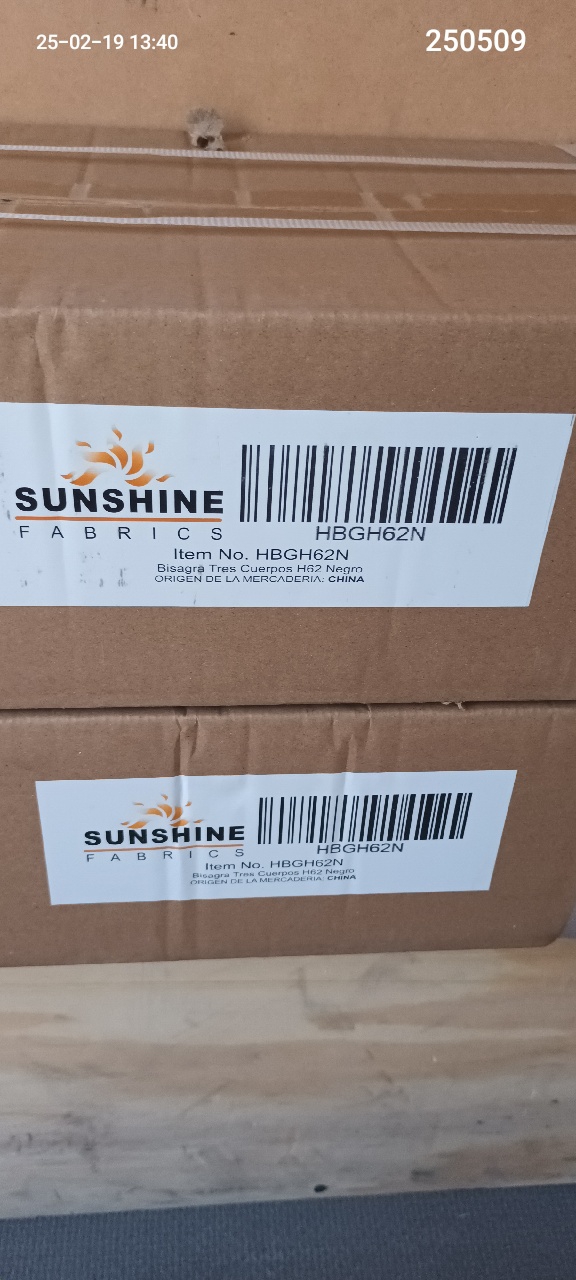 25-02-19 13:40
250509
SUNSHINE
FABRICS
HBGH62N
Item No. HBGH62N
Bisagra Tres Cuerpos H62 Negro
ORIGEN DE LA MERCADERIA: CHINA
SUNSHINE
FABRICS
HBGH62N
Item No. HBGH62N
Bisagra Tres Cuerpos H62 Negro
ORIGEN DE LA MERCADERIA: CHINA